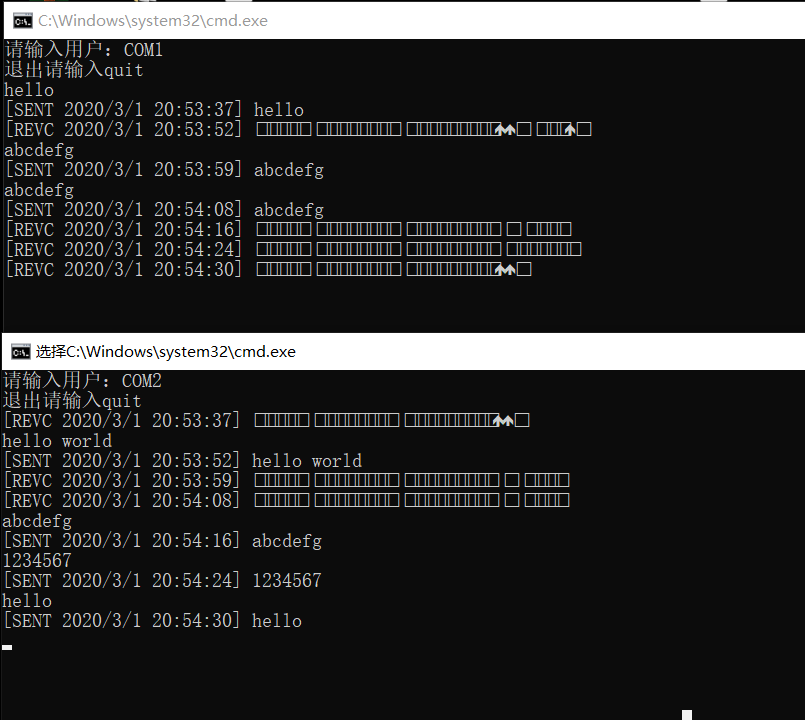 C:\Windows\system32\cmd.exe
请输入用户：COM1
退出请输入quit
hello
[SENT 2020/3/1 20:53:37] hello
[REVC 2020/3/1 20:53:52]
abcdefg
[SENT 2020/3/1 20:53:59] abcdefg
abcdefg
[SENT 2020/3/1 20:54:08] abcdefg
[REVC 2020/3/1 20:54:16]
[REVC 2020/3/1 20:54:24]
[REVC 2020/3/1 20:54:30]
选择C:\Windows\system32\cmd.exe
请输入用户：COM2
退出请输入quit
[REVC 2020/3/1 20:53:37]
hello world
[SENT 2020/3/1 20:53:52] hello world
[REVC 2020/3/1 20:53:59]
[REVC 2020/3/1 20:54:08]
abcdefg
[SENT 2020/3/1 20:54:16] abcdefg
1234567
[SENT 2020/3/1 20:54:24] 1234567
hello
[SENT 2020/3/1 20:54:30] hello